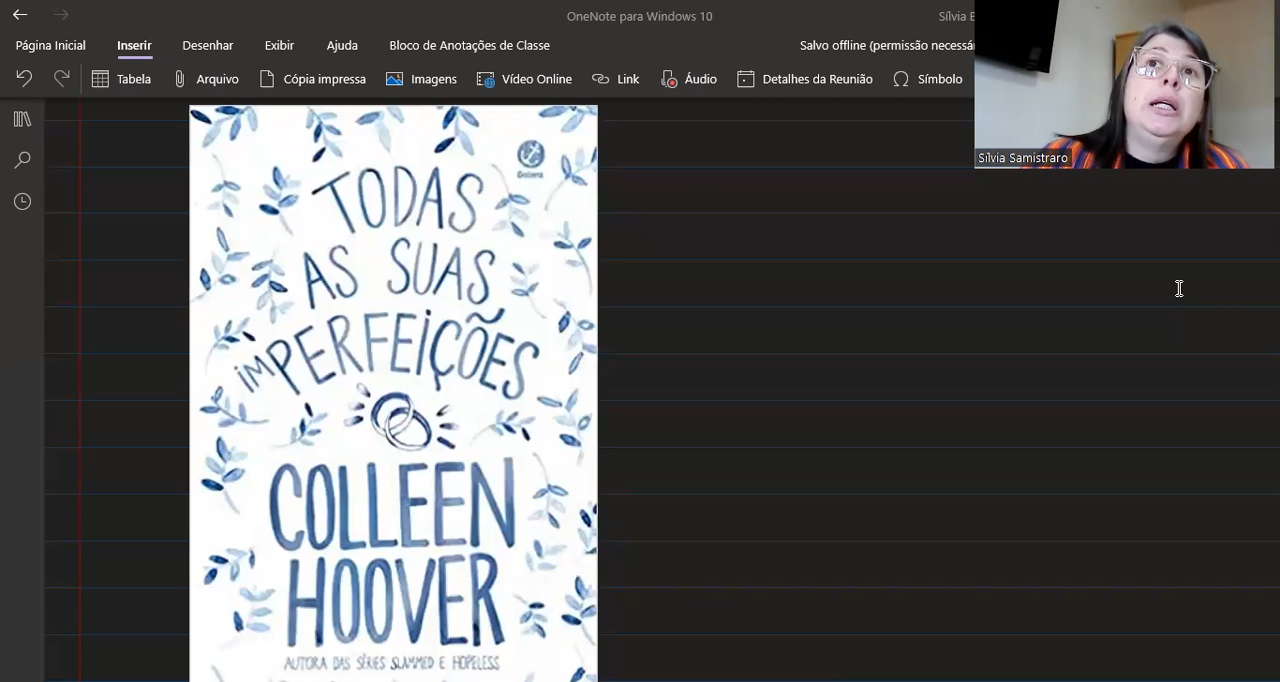 OneNote para Windows 10
Sílvia
Página Inicial
Inserir
Desenhar
Exibir
Ajuda
Bloco de Anotações de Classe
Salvo offline (permissão
Tabela
Arquivo
Cópia impressa
Imagens
Vídeo Online
Link
Áudio
Detalhes da Reunião
Símbolo
Sílvia Samistraro
Galera
TODAS
AS SUAS
imPERFEiÇÕES
COLLEEN
HOOVER
AUTORA DAS SÉRIES SLAMMED E HOPELESS